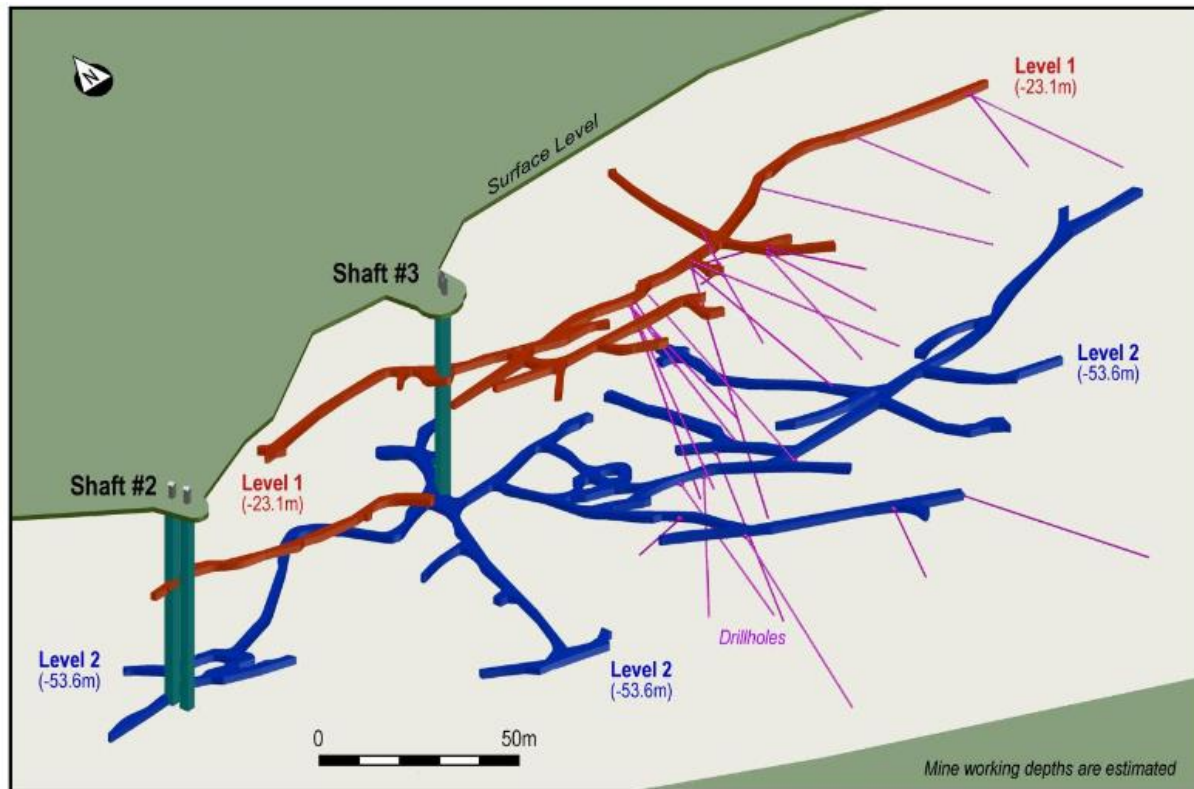 N
Level 1
(-23.1m)
Surface Level
Shaft #3
Level 2
(-53.6m)
Shaft #2
Level 1
(-23.1m)
Drillholes
Level 2
(-53.6m)
Level 2
(-53.6m)
0 50m
Mine working depths are estimated